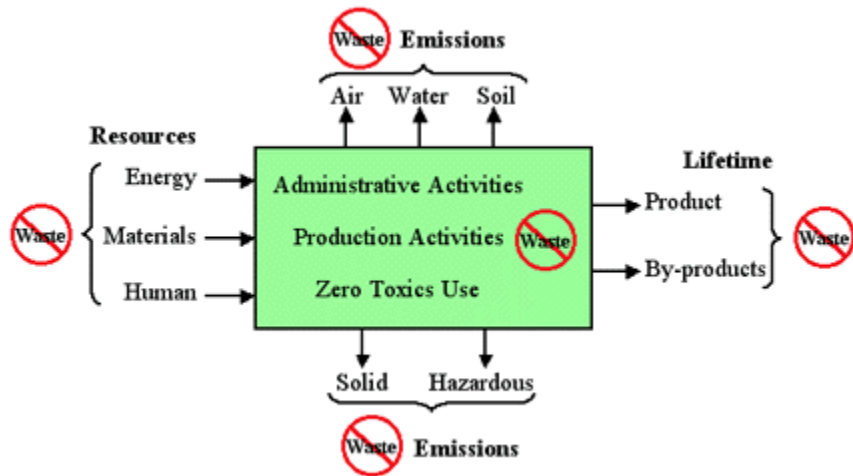 Waste Emissions
Air Water Soil
Resources
Energy
Materials
Human
Waste
Administrative Activities
Production Activities
Waste
Zero Toxics Use
Lifetime
Product
By-products
Waste
Solid Hazardous
Waste Emissions